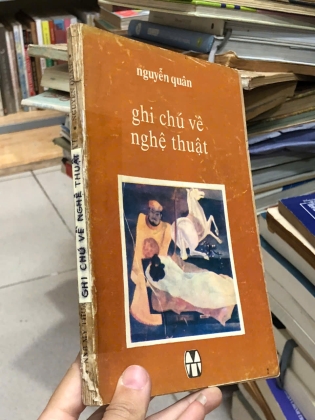 nguyễn quân
ghi chú về
nghệ thuật
GHI CHÚ VỀ NGHỆ THUẬT